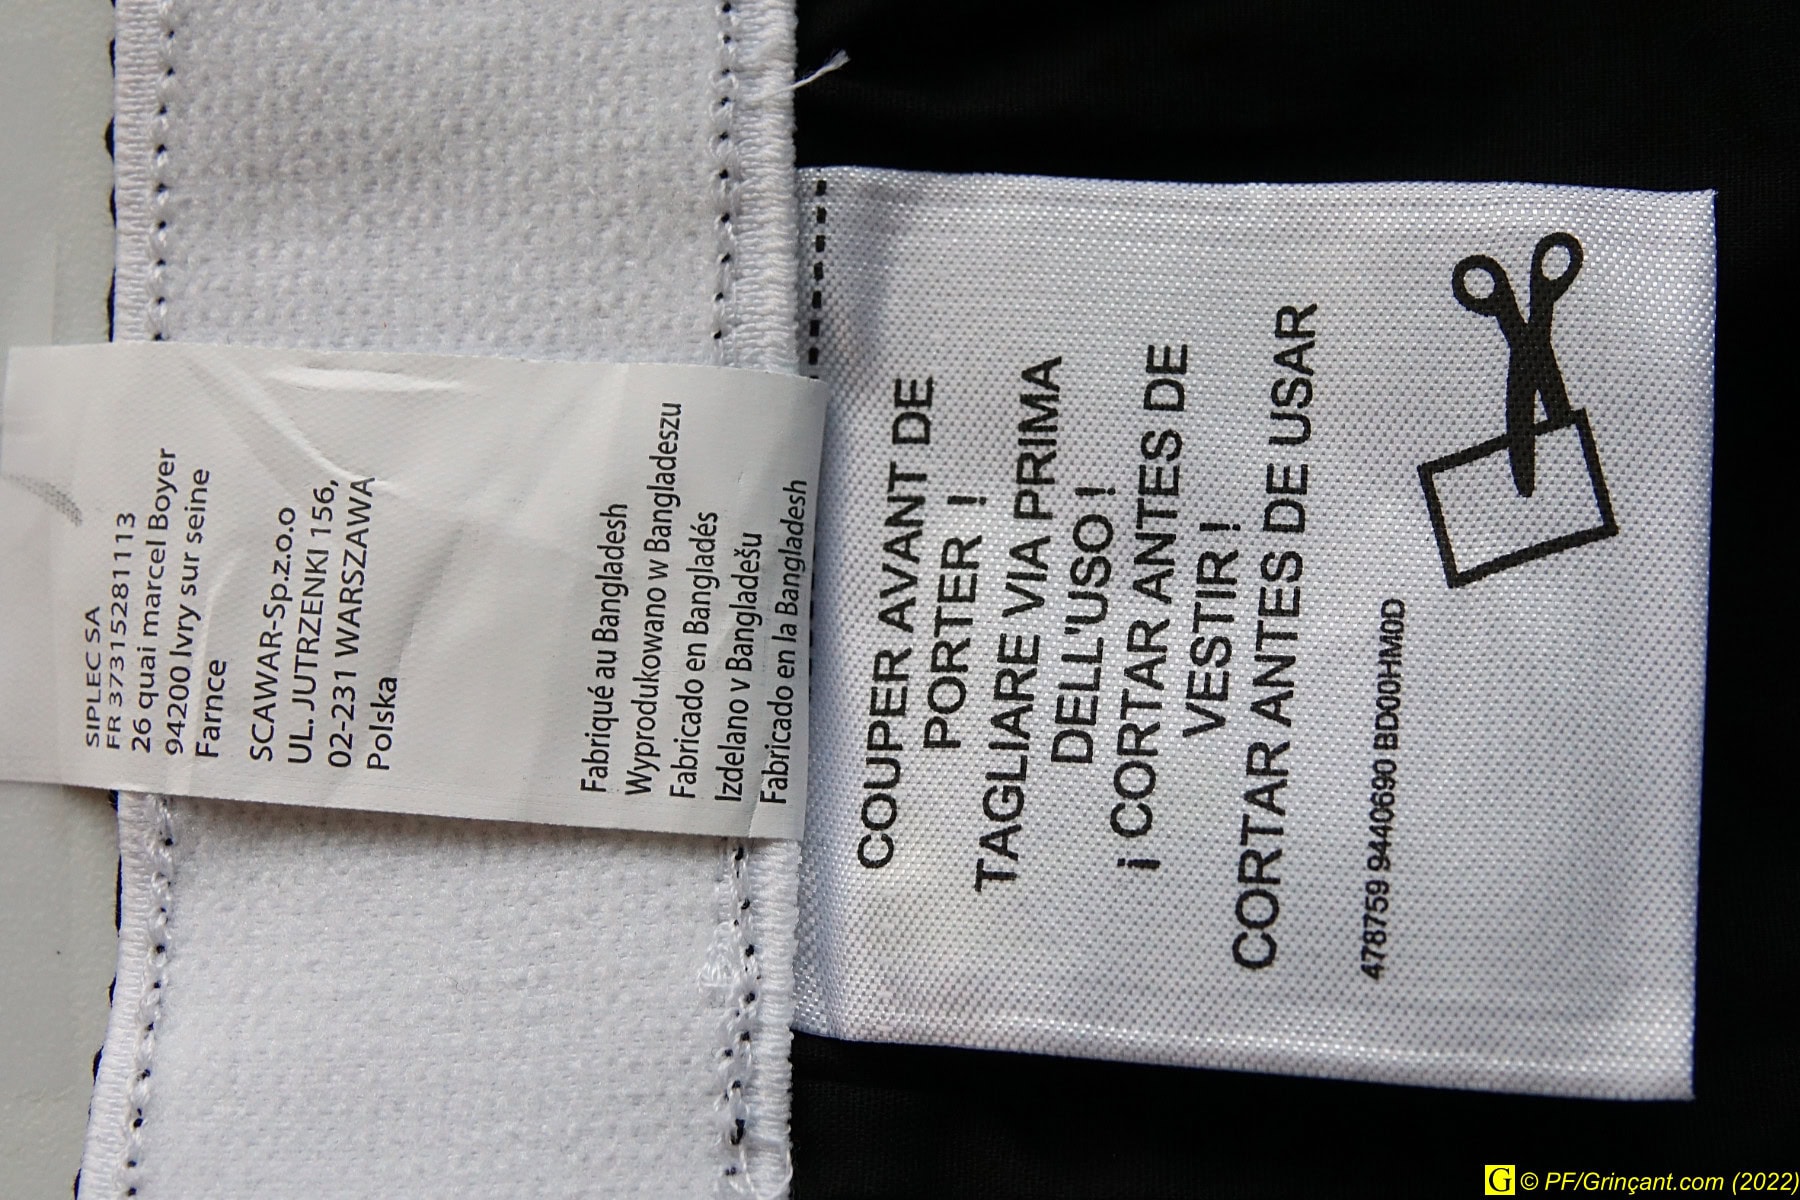 SIPLEC SA
FR 37315281113
26 quai marcel Boyer
94200 Ivry sur seine
Farnce
SCAWAR-Sp.z.o.o
UL. JUTRZENKI 156,
02-231 WARSZAWA
Polska
Fabriqué au Bangladesh
Wyprodukowano w Bangladeszu
Fabricado en Bangladés
Izdelano v Bangladešu
Fabricado en la Bangladesh
COUPER AVANT DE
PORTER !
TAGLIARE VIA PRIMA
DELL'USO !
¡ CORTAR ANTES DE
VESTIR !
CORTAR ANTES DE USAR
478759 9440690 BD00HM0D
G © PF/Grinçant.com (2022)